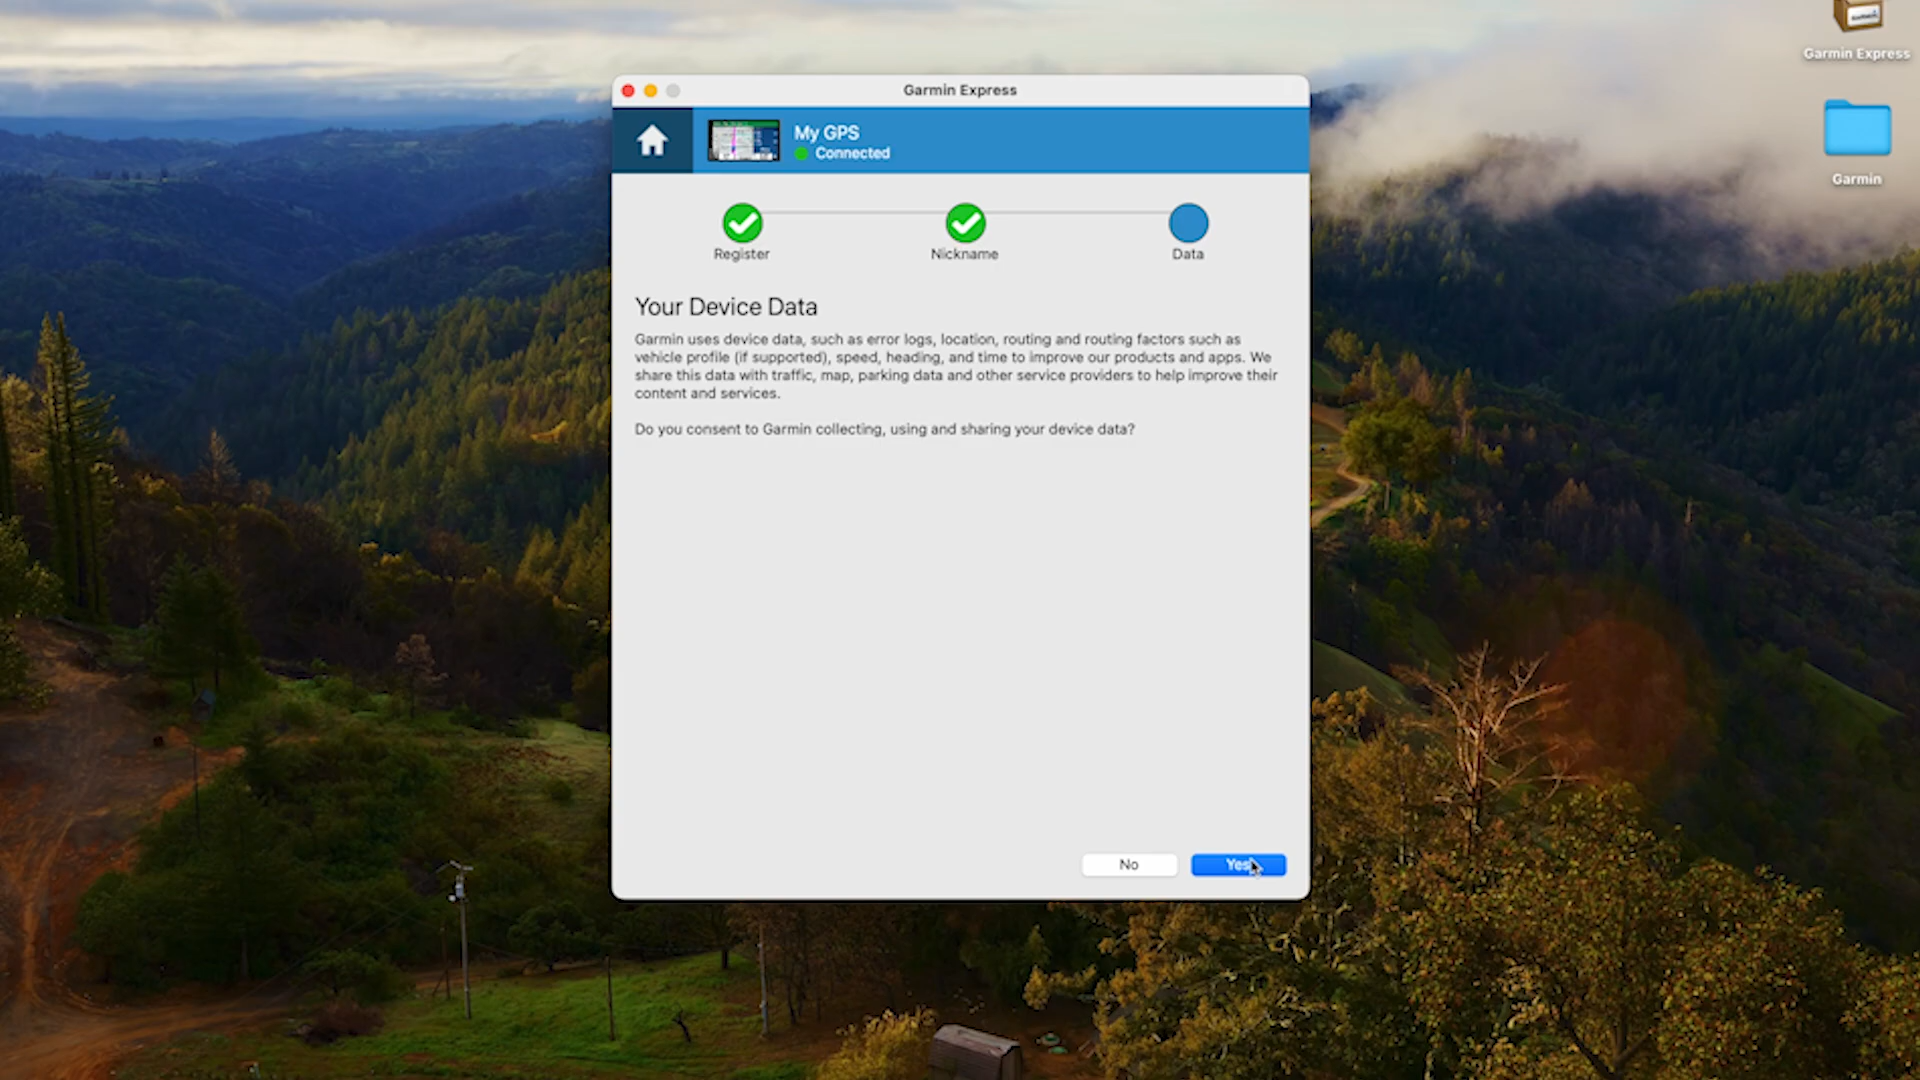 Garmin Express
Garmin Express
My GPS
Connected
Garmin
Register
Nickname
Data
Your Device Data
Garmin uses device data, such as error logs, location, routing and routing factors such as
vehicle profile (if supported), speed, heading, and time to improve our products and apps. We
share this data with traffic, map, parking data and other service providers to help improve their
content and services.
Do you consent to Garmin collecting, using and sharing your device data?
No
Yes